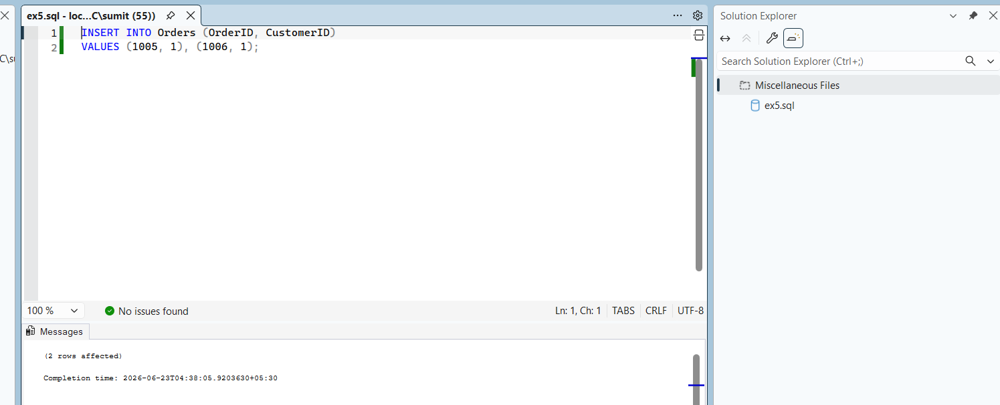 ex5.sql - loc...C\sumit (55))
Solution Explorer
1 INSERT INTO Orders (OrderID, CustomerID)
2 VALUES (1005, 1), (1006, 1);
Search Solution Explorer (Ctrl+;)
Miscellaneous Files
ex5.sql
100 %
No issues found
Ln: 1, Ch: 1
TABS
CRLF
UTF-8
Messages
(2 rows affected)
Completion time: 2026-06-23T04:38:05.9203630+05:30